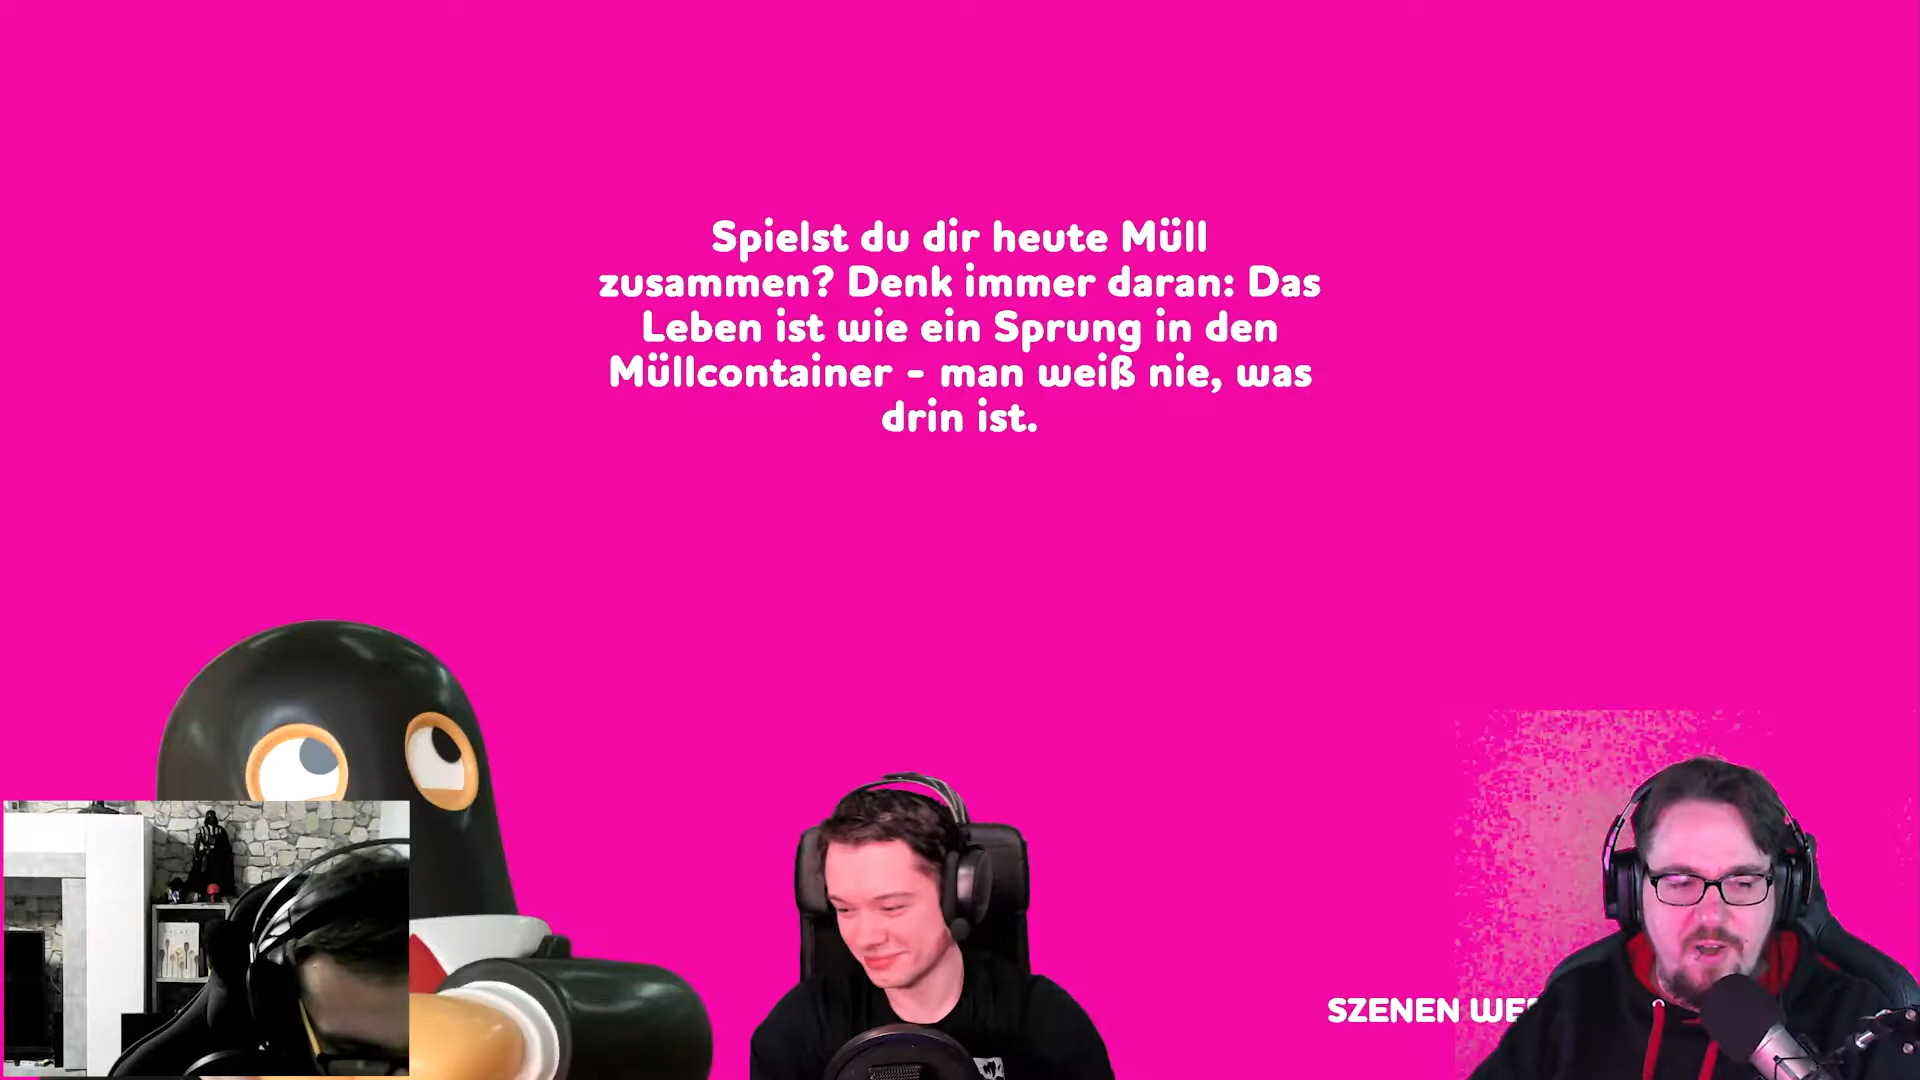 Spielst du dir heute Müll
zusammen? Denk immer daran: Das
Leben ist wie ein Sprung in den
Müllcontainer - man weiß nie, was
drin ist.
SZENEN